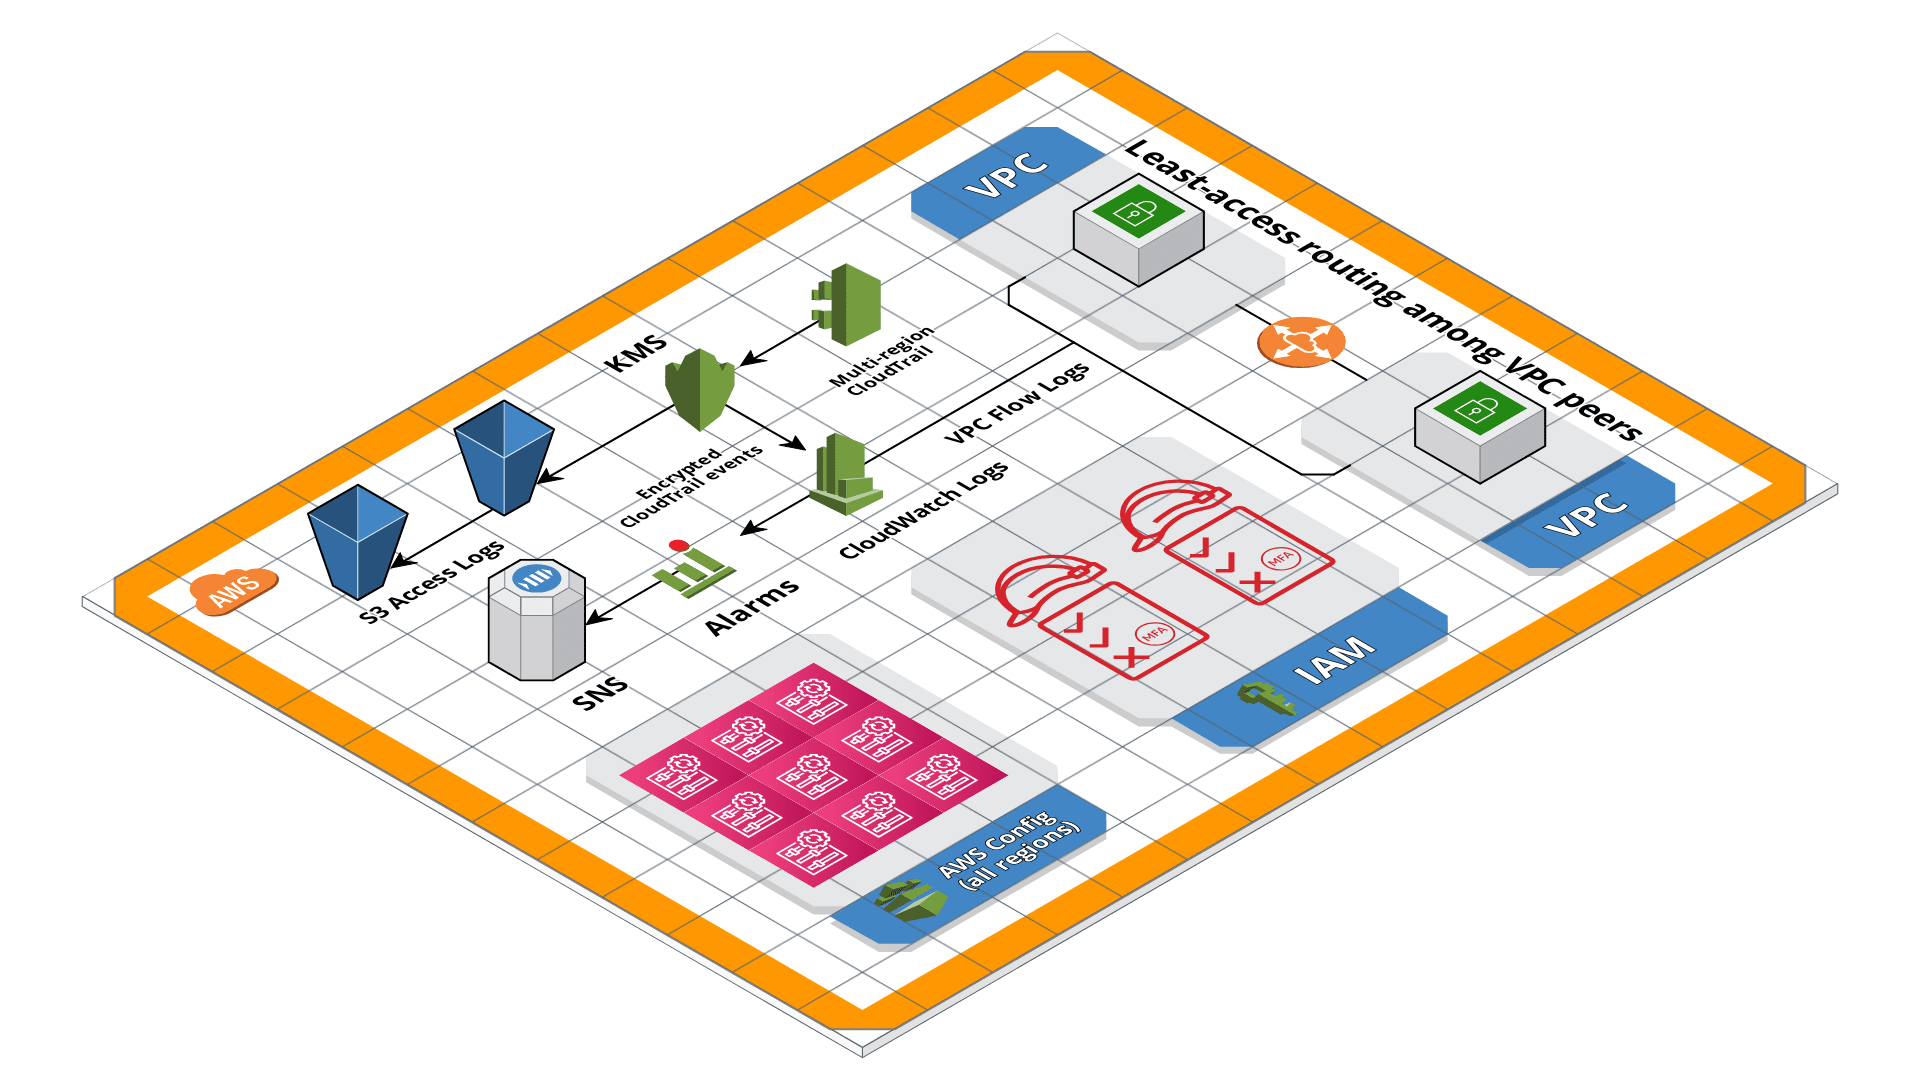 VPC
Least-access routing among VPC peers
KMS
Multi-region
CloudTrail
VPC Flow Logs
Encrypted
CloudTrail events
CloudWatch Logs
VPC
AWS
S3 Access Logs
Alarms
SNS
MFA
MFA
IAM
AWS Config
(all regions)